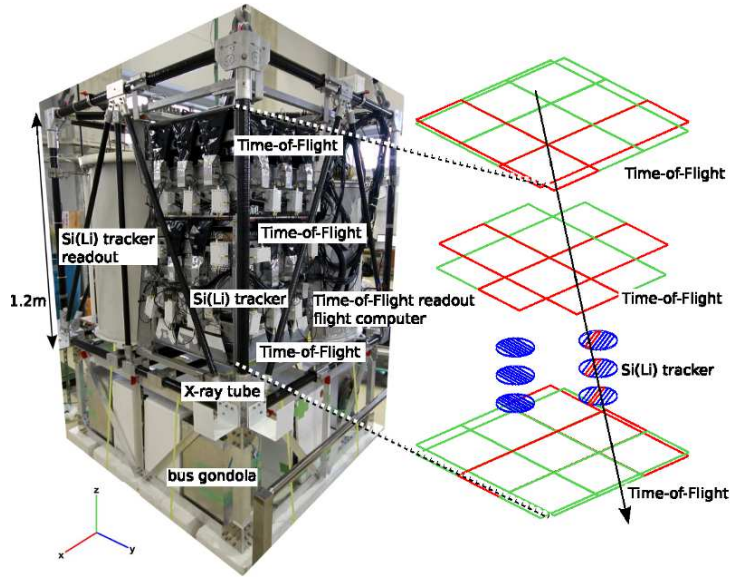 Time-of-Flight
Time-of-Flight
Si(Li) tracker
readout
Time-of-Flight
Si(Li) tracker
1.2m
Time-of-Flight readout
flight computer
Time-of-Flight
Time-of-Flight
Si(Li) tracker
X-ray tube
bus gondola
Time-of-Flight
z
x
y